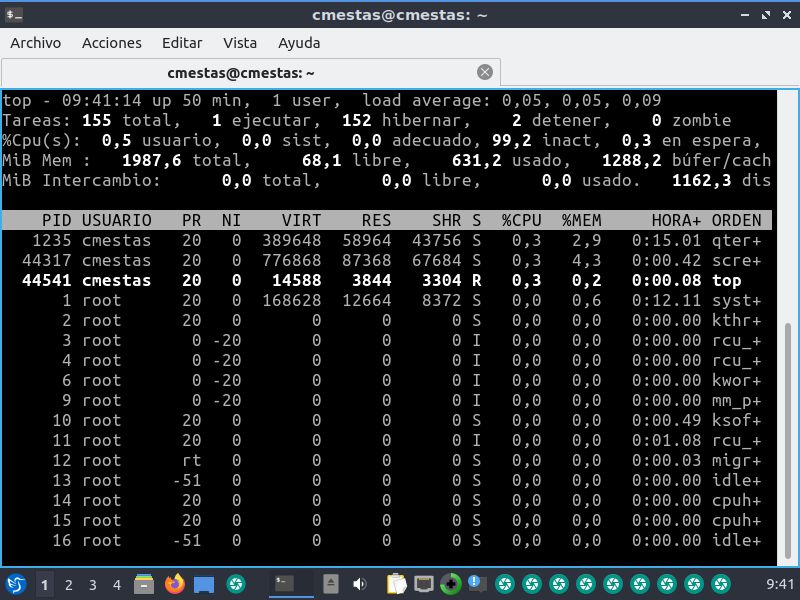 cmestas@cmestas: ~
Archivo Acciones Editar Vista Ayuda
cmestas@cmestas: ~
top - 09:41:14 up 50 min,  1 user,  load average: 0,05, 0,05, 0,09
Tareas: 155 total,   1 ejecutar,  152 hibernar,    2 detener,    0 zombie
%Cpu(s):  0,5 usuario,  0,0 sist,  0,0 adecuado, 99,2 inact,  0,3 en espera,
MiB Mem :   1987,6 total,     68,1 libre,    631,2 usado,   1288,2 búfer/cach
MiB Intercambio:      0,0 total,      0,0 libre,      0,0 usado.   1162,3 dis
PID USUARIO PR NI VIRT RES SHR S %CPU %MEM HORA+ ORDEN
1235 cmestas 20 0 389648 58964 43756 S 0,3 2,9 0:15.01 qter+
44317 cmestas 20 0 776868 87368 67684 S 0,3 4,3 0:00.42 scre+
44541 cmestas 20 0 14588 3844 3304 R 0,3 0,2 0:00.08 top
1 root 20 0 168628 12664 8372 S 0,0 0,6 0:12.11 syst+
2 root 20 0 0 0 0 S 0,0 0,0 0:00.00 kthr+
3 root 0 -20 0 0 0 I 0,0 0,0 0:00.00 rcu_+
4 root 0 -20 0 0 0 I 0,0 0,0 0:00.00 rcu_+
6 root 0 -20 0 0 0 I 0,0 0,0 0:00.00 kwor+
9 root 0 -20 0 0 0 I 0,0 0,0 0:00.00 mm_p+
10 root 20 0 0 0 0 S 0,0 0,0 0:00.49 ksof+
11 root 20 0 0 0 0 I 0,0 0,0 0:01.08 rcu_+
12 root rt 0 0 0 0 S 0,0 0,0 0:00.03 migr+
13 root -51 0 0 0 0 S 0,0 0,0 0:00.00 idle+
14 root 20 0 0 0 0 S 0,0 0,0 0:00.00 cpuh+
15 root 20 0 0 0 0 S 0,0 0,0 0:00.00 cpuh+
16 root -51 0 0 0 0 S 0,0 0,0 0:00.00 idle+
1 2 3 4 9:41